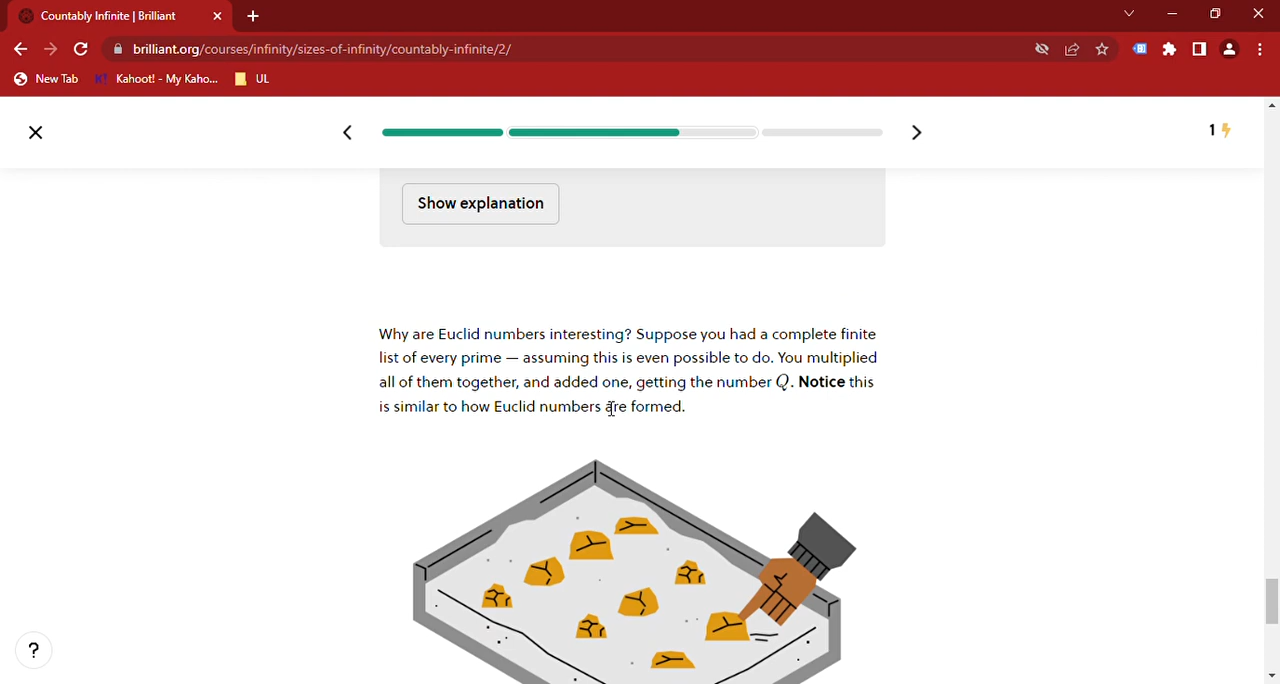 Countably Infinite | Brilliant
brilliant.org/courses/infinity/sizes-of-infinity/countably-infinite/2/
New Tab
Kahoot! - My Kaho...
UL
1
Show explanation
Why are Euclid numbers interesting? Suppose you had a complete finite
list of every prime — assuming this is even possible to do. You multiplied
all of them together, and added one, getting the number Q. Notice this
is similar to how Euclid numbers are formed.
?